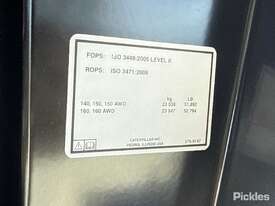 FOPS: ISO 3449:2005 LEVEL II
ROPS: ISO 3471:2008
kg LB
140, 150, 150 AWD
160, 160 AWD
CATERPILLAR INC.
PEORIA, ILLINOIS USA
Pickles